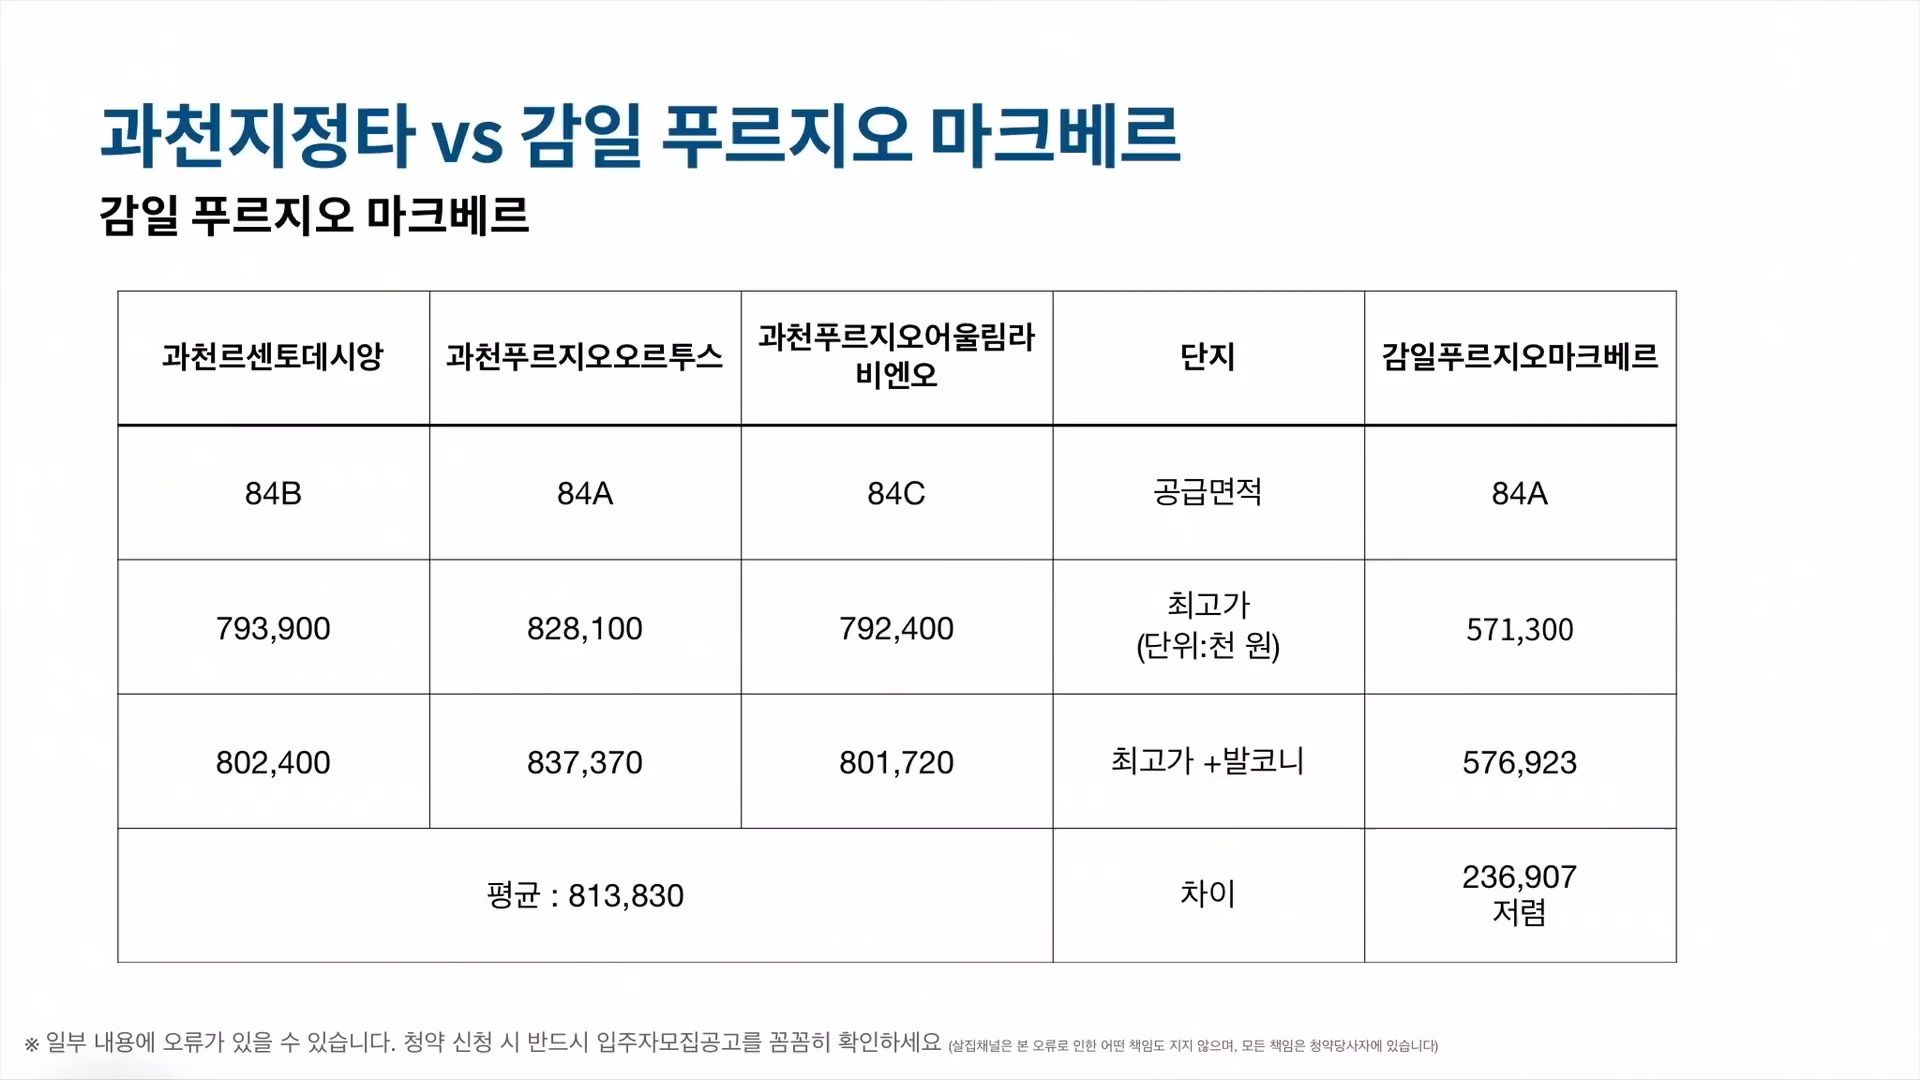 과천지정타 vs 감일 푸르지오 마크베르
감일 푸르지오 마크베르
과천르센토데시앙 과천푸르지오오르투스 과천푸르지오어울림라 단지 감일푸르지오마크베르
비엔오
84B 84A 84C 공급면적 84A
793,900 828,100 792,400 최고가 571,300
(단위:천 원)
802,400 837,370 801,720 최고가 +발코니 576,923
평균 : 813,830 차이 236,907
저렴
※ 일부 내용에 오류가 있을 수 있습니다. 청약 신청 시 반드시 입주자모집공고를 꼼꼼히 확인하세요 (살집채널은 본 오류로 인한 어떤 책임도 지지 않으며, 모든 책임은 청약당사자에 있습니다)